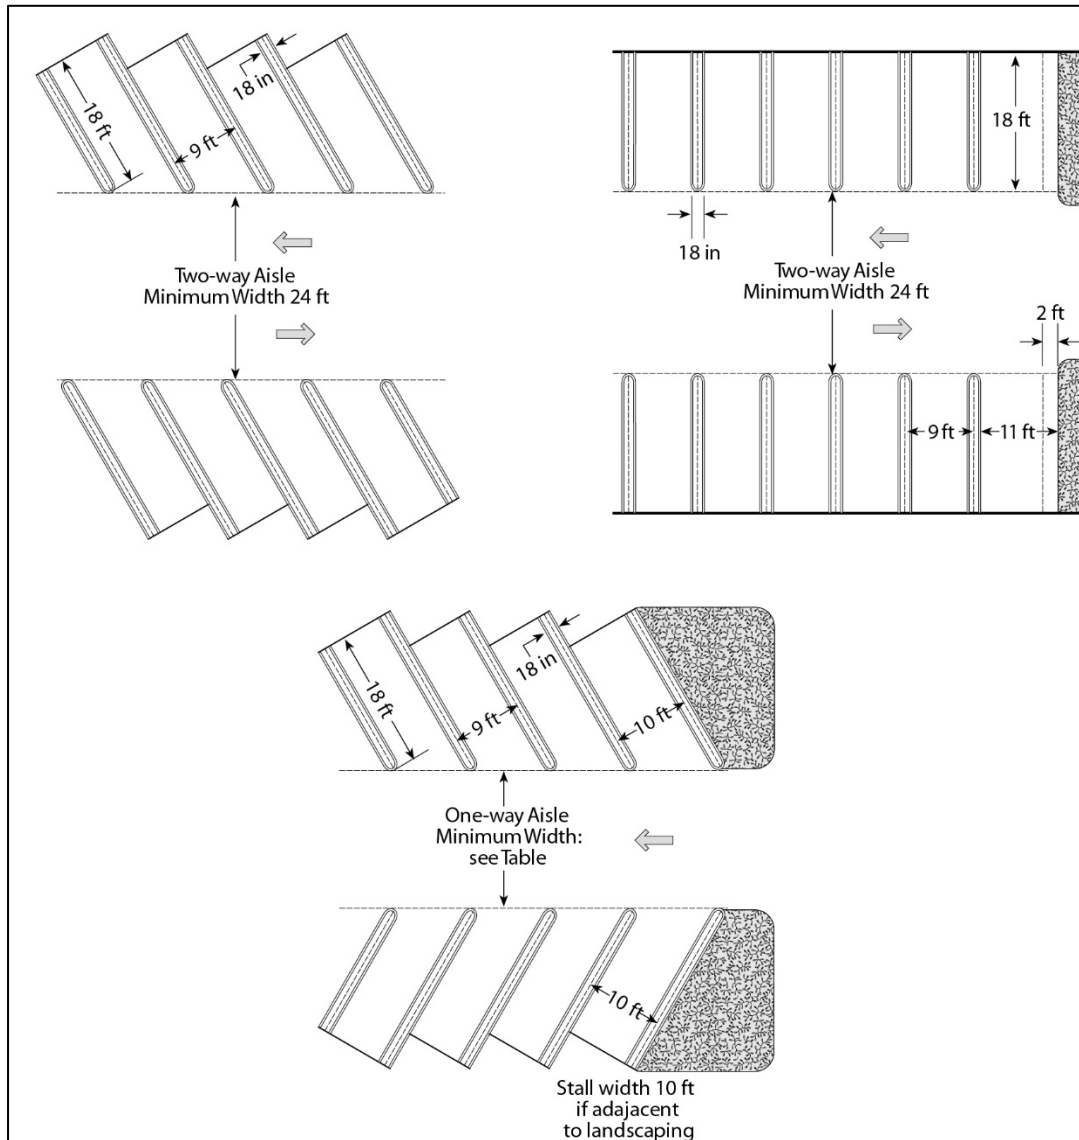 18 ft
9 ft
18 in
Two-way Aisle
Minimum Width 24 ft
18 ft
18 in
Two-way Aisle
Minimum Width 24 ft
2 ft
9 ft
11 ft
18 ft
9 ft
18 in
10 ft
One-way Aisle
Minimum Width:
see Table
10 ft
Stall width 10 ft
if adajacent
to landscaping